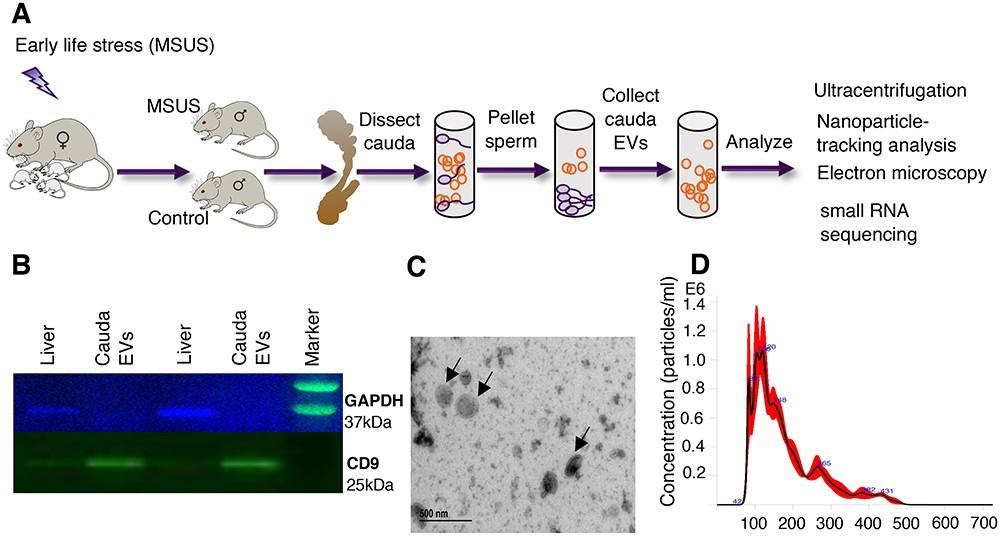 A
Early life stress (MSUS)
MSUS
Control
Dissect
cauda
Pellet
sperm
Collect
cauda
EVs
Analyze
Ultracentrifugation
Nanoparticle-
tracking analysis
Electron microscopy
small RNA
sequencing
B
Liver
Cauda
EVs
Liver
Cauda
EVs
Marker
GAPDH
37kDa
CD9
25kDa
C
500 nm
D
Concentration (particles/ml)
E6
1.4
1.2
1.0
0.8
0.6
0.4
0.2
42
265
431
100 200 300 400 500 600 700